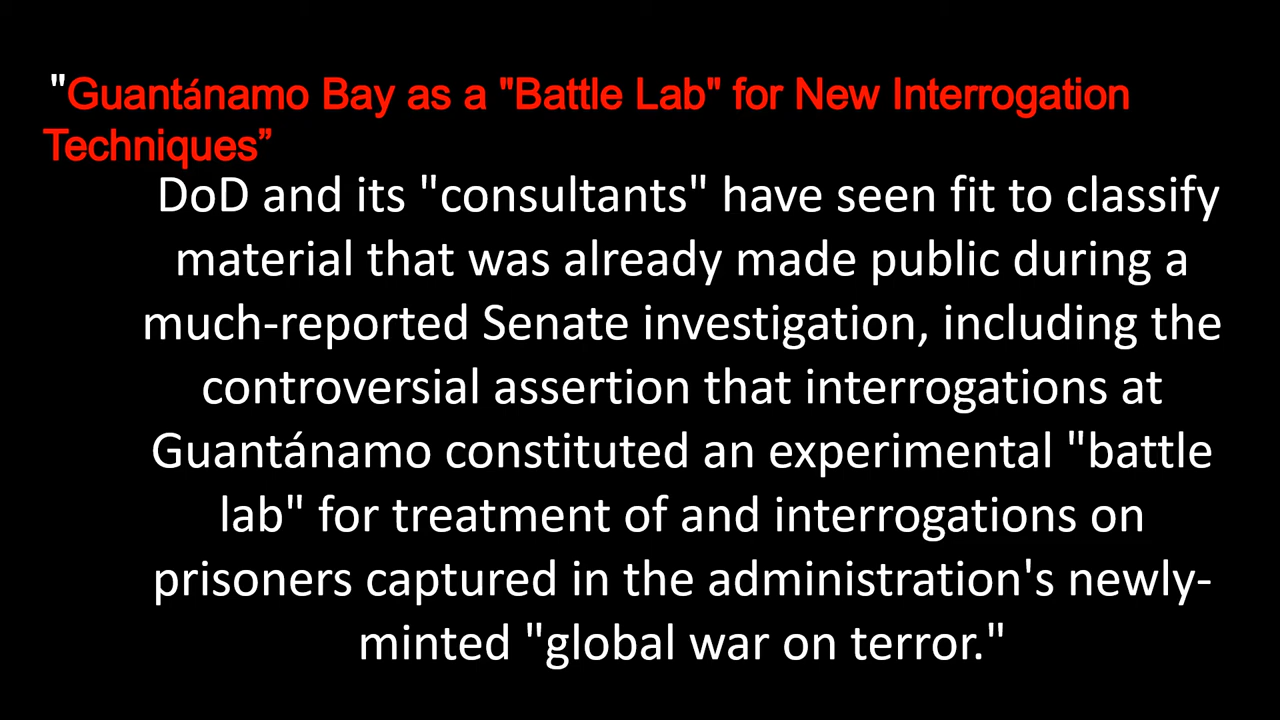 "Guantánamo Bay as a "Battle Lab" for New Interrogation
Techniques”
DoD and its "consultants" have seen fit to classify
material that was already made public during a
much-reported Senate investigation, including the
controversial assertion that interrogations at
Guantánamo constituted an experimental "battle
lab" for treatment of and interrogations on
prisoners captured in the administration's newly-
minted "global war on terror."